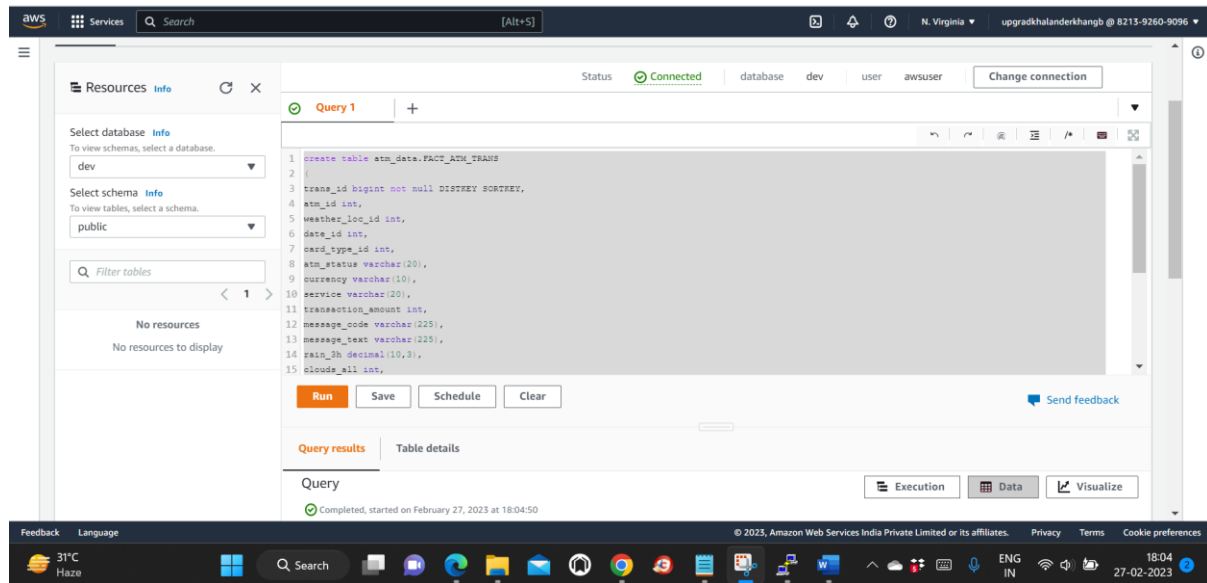 aws
Services
Search
[Alt+S]
N. Virginia
upgradkhalanderkhangb @ 8213-9260-9096
Resources Info
Select database Info
To view schemas, select a database.
dev
Select schema Info
To view tables, select a schema.
public
Filter tables
1
No resources
No resources to display
Status Connected database dev user awsuser Change connection
Query 1 +
1 create table atm_data.FACT_ATM_TRANS
2 (
3 trans_id bigint not null DISTKEY SORTKEY,
4 atm_id int,
5 weather_loc_id int,
6 date_id int,
7 card_type_id int,
8 atm_status varchar(20),
9 currency varchar(10),
10 service varchar(20),
11 transaction_amount int,
12 message_code varchar(225),
13 message_text varchar(225),
14 rain_3h decimal(10,3),
15 clouds_all int,
Run Save Schedule Clear
Send feedback
Query results Table details
Query
Execution Data Visualize
Completed, started on February 27, 2023 at 18:04:50
Feedback Language
© 2023, Amazon Web Services India Private Limited or its affiliates. Privacy Terms Cookie preferences
31°C
Haze
Search
ENG
IN
18:04
27-02-2023
2